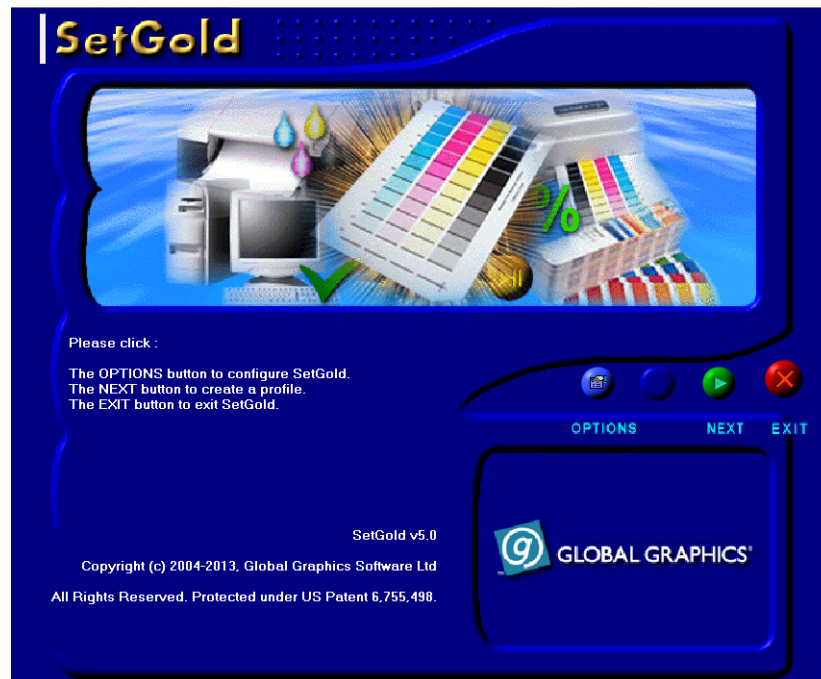 SetGold
%
Please click :
The OPTIONS button to configure SetGold.
The NEXT button to create a profile.
The EXIT button to exit SetGold.
OPTIONS NEXT EXIT
SetGold v5.0
Copyright (c) 2004-2013, Global Graphics Software Ltd
All Rights Reserved. Protected under US Patent 6,755,498.
g GLOBAL GRAPHICS®